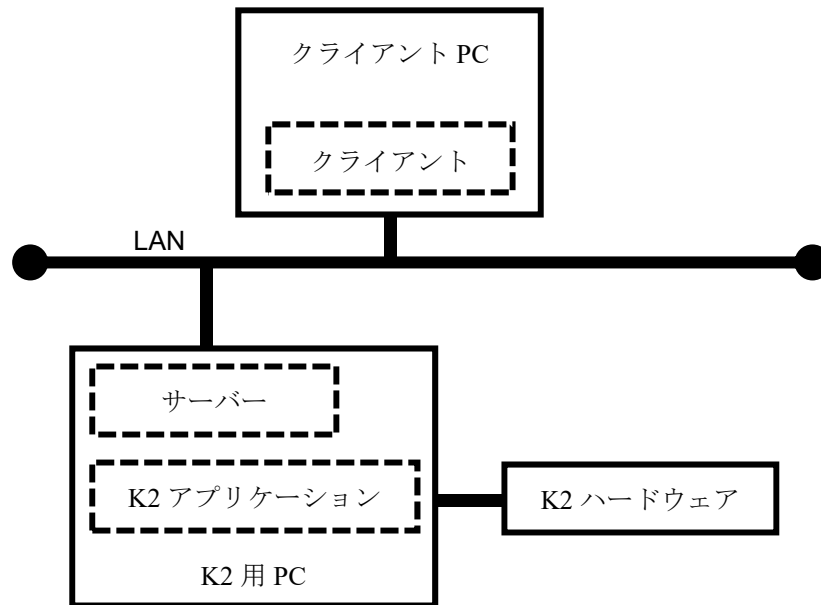 クライアント PC
クライアント
LAN
サーバー
K2 アプリケーション
K2 ハードウェア
K2 用 PC